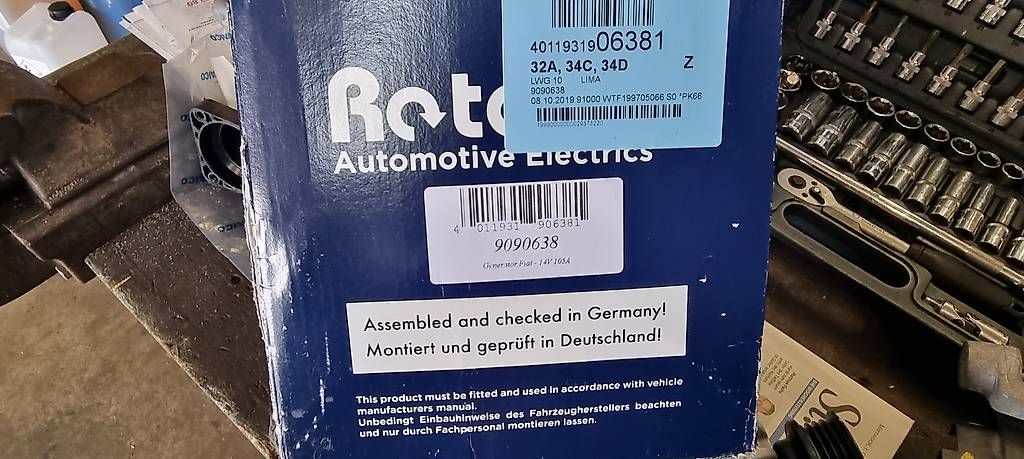 4011931906381
32A, 34C, 34D Z
LWG 10 LIMA
9090638
08.10.2019 91000 WTF199705066 S0 *PK66
Roto
Automotive Electrics
4 011931 906381
9090638
Generator Fiat - 14V 105A
Assembled and checked in Germany!
Montiert und geprüft in Deutschland!
This product must be fitted and used in accordance with vehicle
manufacturers manual.
Unbedingt Einbauhinweise des Fahrzeugherstellers beachten
und nur durch Fachpersonal montieren lassen.